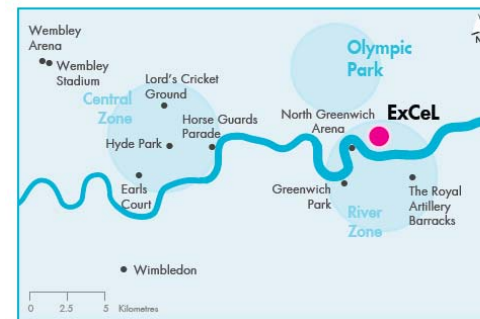 Wembley
Arena
Wembley
Stadium
Lord's Cricket
Ground
Central
Zone
Horse Guards
Parade
Hyde Park
Earls
Court
Wimbledon
Olympic
Park
North Greenwich
Arena
ExCeL
Greenwich
Park
River
Zone
The Royal
Artillery
Barracks
0 2.5 5 Kilometres